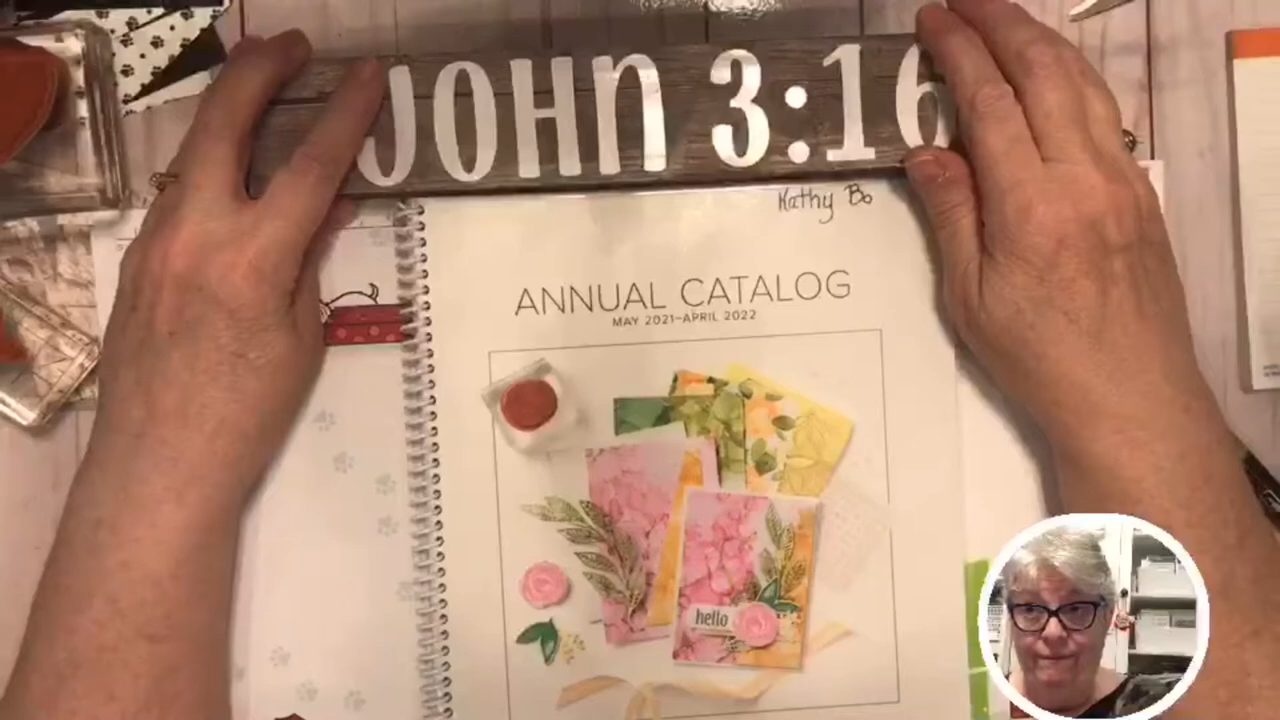 JOHN 3:16
Kathy Bo
ANNUAL CATALOG
MAY 2021–APRIL 2022
hello